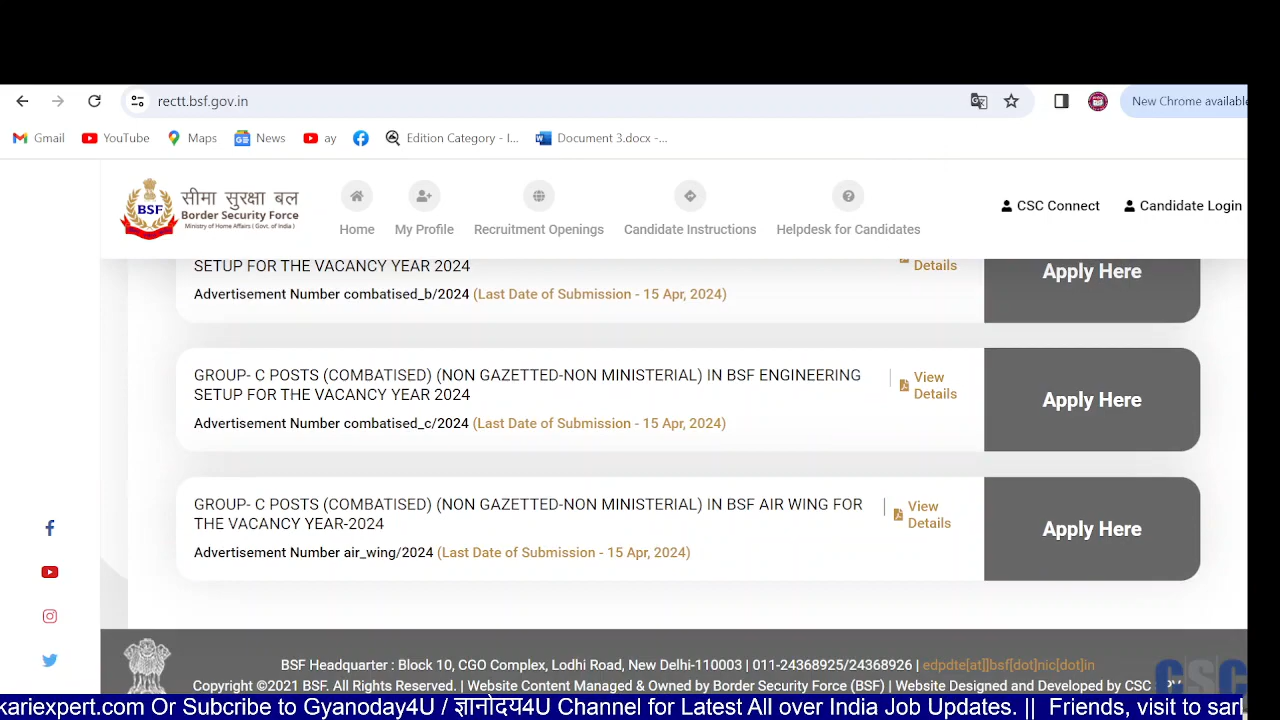 rectt.bsf.gov.in
New Chrome available
Gmail YouTube Maps News ay Edition Category - I... Document 3.docx -...
सीमा सुरक्षा बल
Border Security Force
Ministry of Home Affairs ( Govt. of India )
BSF
Home My Profile Recruitment Openings Candidate Instructions Helpdesk for Candidates
CSC Connect Candidate Login
SETUP FOR THE VACANCY YEAR 2024
Details
Apply Here
Advertisement Number combatised_b/2024 (Last Date of Submission - 15 Apr, 2024)
GROUP- C POSTS (COMBATISED) (NON GAZETTED-NON MINISTERIAL) IN BSF ENGINEERING
SETUP FOR THE VACANCY YEAR 2024
View
Details
Apply Here
Advertisement Number combatised_c/2024 (Last Date of Submission - 15 Apr, 2024)
GROUP- C POSTS (COMBATISED) (NON GAZETTED-NON MINISTERIAL) IN BSF AIR WING FOR
THE VACANCY YEAR-2024
View
Details
Apply Here
Advertisement Number air_wing/2024 (Last Date of Submission - 15 Apr, 2024)
BSF Headquarter : Block 10, CGO Complex, Lodhi Road, New Delhi-110003 | 011-24368925/24368926 | edpdte[at]]bsf[dot]nic[dot]in
Copyright ©2021 BSF. All Rights Reserved. | Website Content Managed & Owned by Border Security Force (BSF) | Website Designed and Developed by CSC
CSC
kariexpert.com Or Subcribe to Gyanoday4U / ज्ञानोदय4U Channel for Latest All over India Job Updates. || Friends, visit to sarl